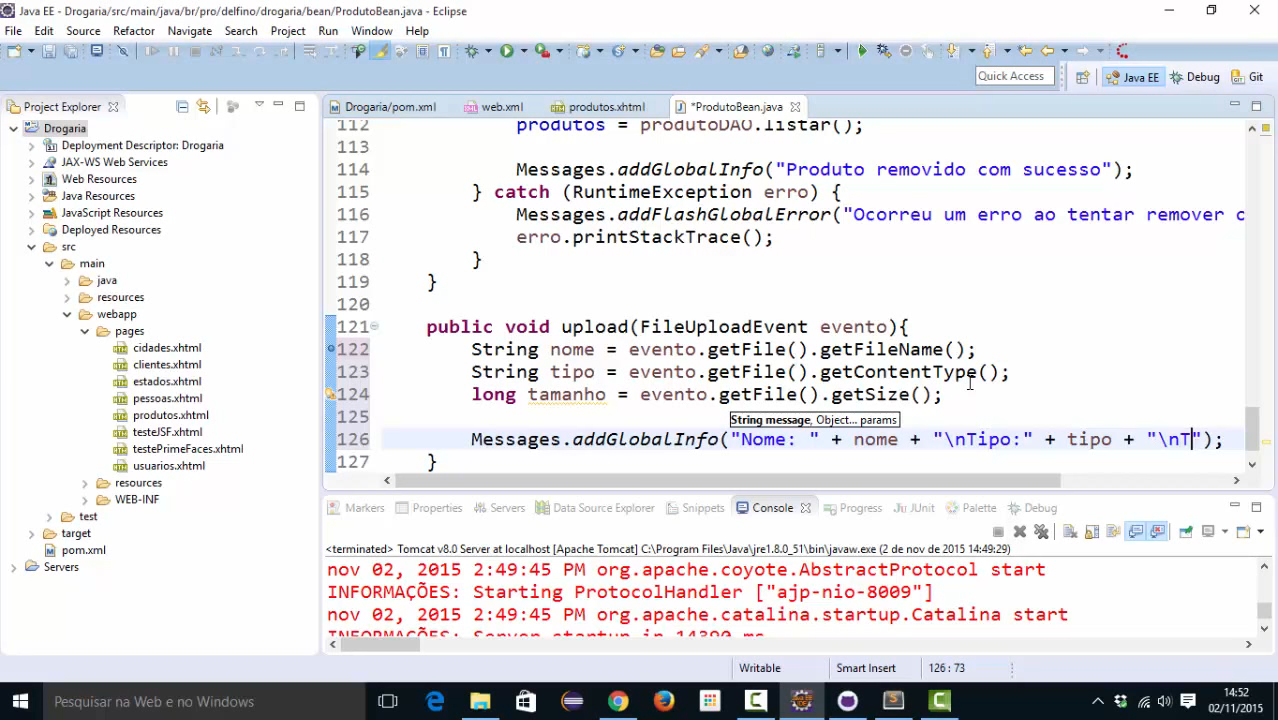 Java EE - Drogaria/src/main/java/br/pro/delfino/drogaria/bean/ProdutoBean.java - Eclipse
File Edit Source Refactor Navigate Search Project Run Window Help
Quick Access
Java EE
Debug
Git
Project Explorer
Drogaria/pom.xml
web.xml
produtos.xhtml
*ProdutoBean.java
Drogaria
Deployment Descriptor: Drogaria
JAX-WS Web Services
Web Resources
Java Resources
JavaScript Resources
Deployed Resources
src
main
java
resources
webapp
pages
cidades.xhtml
clientes.xhtml
estados.xhtml
pessoas.xhtml
produtos.xhtml
testeJSF.xhtml
testePrimeFaces.xhtml
usuarios.xhtml
resources
WEB-INF
test
target
pom.xml
Servers
112 produtos = produtoDAO.listar();
113
114 Messages.addGlobalInfo("Produto removido com sucesso");
115 } catch (RuntimeException erro) {
116 Messages.addFlashGlobalError("Ocorreu um erro ao tentar remover o
117 erro.printStackTrace();
118 }
119 }
120
121 public void upload(FileUploadEvent evento){
122 String nome = evento.getFile().getFileName();
123 String tipo = evento.getFile().getContentType();
124 long tamanho = evento.getFile().getSize();
125
String message, Object... params
126 Messages.addGlobalInfo("Nome: " + nome + "\nTipo:" + tipo + "\nT");
127 }
Markers Properties Servers Data Source Explorer Snippets Console Progress JUnit Palette Debug
<terminated> Tomcat v8.0 Server at localhost [Apache Tomcat] C:\Program Files\Java\jre1.8.0_51\bin\javaw.exe (2 de nov de 2015 14:49:29)
nov 02, 2015 2:49:45 PM org.apache.coyote.AbstractProtocol start
INFORMAÇÕES: Starting ProtocolHandler ["ajp-nio-8009"]
nov 02, 2015 2:49:45 PM org.apache.catalina.startup.Catalina start
INFORMAÇÕES: Server startup in 14390 ms
Writable
Smart Insert
126 : 73
Pesquisar na Web e no Windows
14:52
02/11/2015